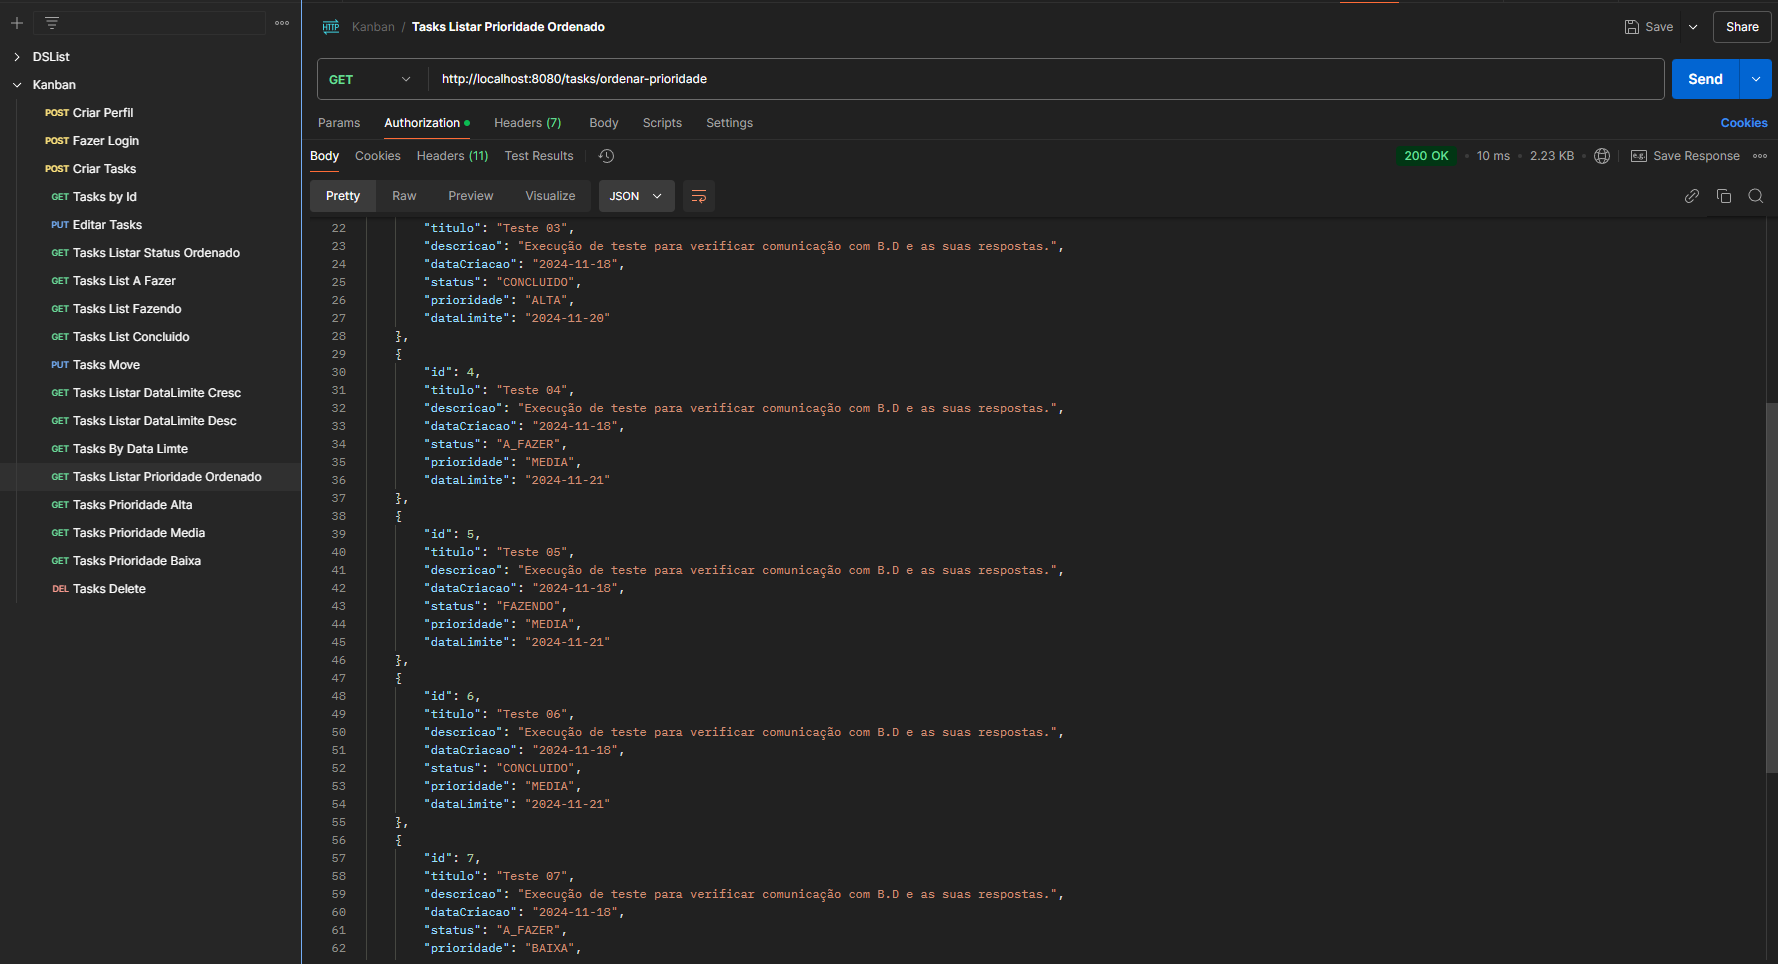 DSList
Kanban
POST Criar Perfil
POST Fazer Login
POST Criar Tasks
GET Tasks by Id
PUT Editar Tasks
GET Tasks Listar Status Ordenado
GET Tasks List A Fazer
GET Tasks List Fazendo
GET Tasks List Concluido
PUT Tasks Move
GET Tasks Listar DataLimite Cresc
GET Tasks Listar DataLimite Desc
GET Tasks By Data Limte
GET Tasks Listar Prioridade Ordenado
GET Tasks Prioridade Alta
GET Tasks Prioridade Media
GET Tasks Prioridade Baixa
DEL Tasks Delete
HTTP Kanban / Tasks Listar Prioridade Ordenado
Save Share
GET http://localhost:8080/tasks/ordenar-prioridade Send
Params Authorization Headers (7) Body Scripts Settings Cookies
Body Cookies Headers (11) Test Results 200 OK • 10 ms • 2.23 KB e.g. Save Response
Pretty Raw Preview Visualize JSON
22 "titulo": "Teste 03",
23 "descricao": "Execução de teste para verificar comunicação com B.D e as suas respostas.",
24 "dataCriacao": "2024-11-18",
25 "status": "CONCLUIDO",
26 "prioridade": "ALTA",
27 "dataLimite": "2024-11-20"
28 },
29 {
30 "id": 4,
31 "titulo": "Teste 04",
32 "descricao": "Execução de teste para verificar comunicação com B.D e as suas respostas.",
33 "dataCriacao": "2024-11-18",
34 "status": "A_FAZER",
35 "prioridade": "MEDIA",
36 "dataLimite": "2024-11-21"
37 },
38 {
39 "id": 5,
40 "titulo": "Teste 05",
41 "descricao": "Execução de teste para verificar comunicação com B.D e as suas respostas.",
42 "dataCriacao": "2024-11-18",
43 "status": "FAZENDO",
44 "prioridade": "MEDIA",
45 "dataLimite": "2024-11-21"
46 },
47 {
48 "id": 6,
49 "titulo": "Teste 06",
50 "descricao": "Execução de teste para verificar comunicação com B.D e as suas respostas.",
51 "dataCriacao": "2024-11-18",
52 "status": "CONCLUIDO",
53 "prioridade": "MEDIA",
54 "dataLimite": "2024-11-21"
55 },
56 {
57 "id": 7,
58 "titulo": "Teste 07",
59 "descricao": "Execução de teste para verificar comunicação com B.D e as suas respostas.",
60 "dataCriacao": "2024-11-18",
61 "status": "A_FAZER",
62 "prioridade": "BAIXA",